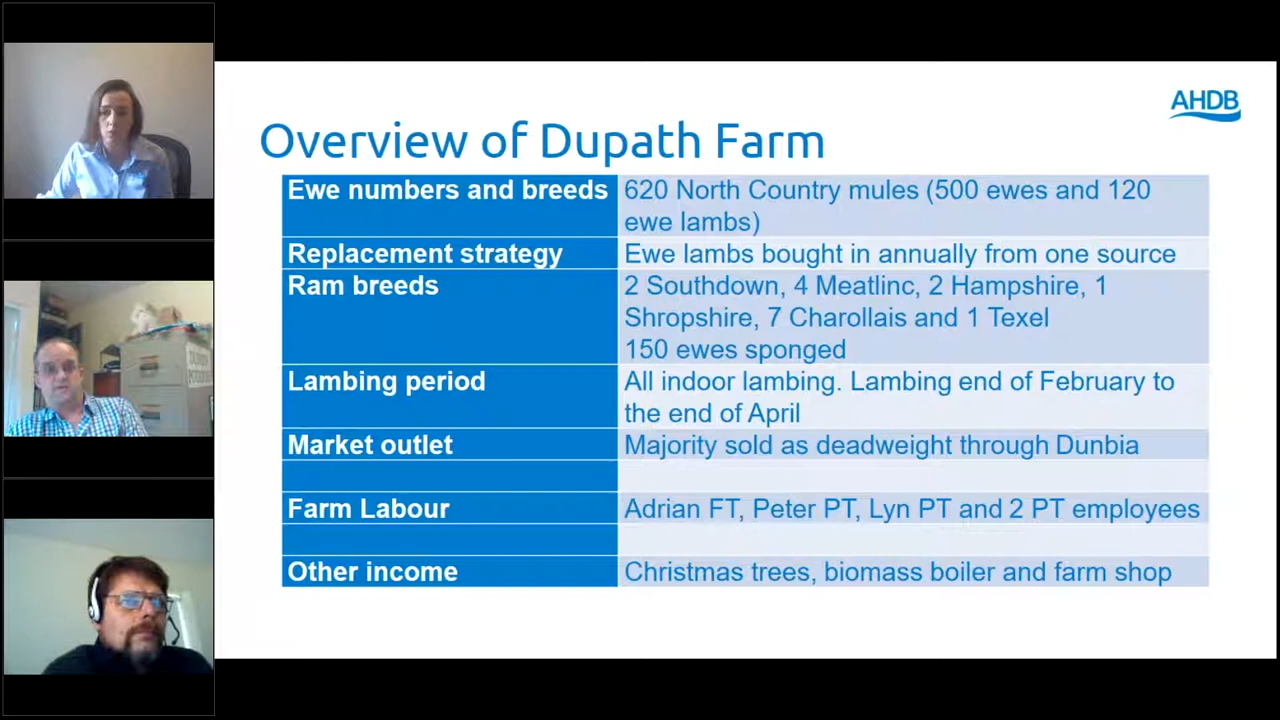 AHDB
Overview of Dupath Farm
Ewe numbers and breeds
620 North Country mules (500 ewes and 120
ewe lambs)
Replacement strategy
Ewe lambs bought in annually from one source
Ram breeds
2 Southdown, 4 Meatlinc, 2 Hampshire, 1
Shropshire, 7 Charollais and 1 Texel
150 ewes sponged
Lambing period
All indoor lambing. Lambing end of February to
the end of April
Market outlet
Majority sold as deadweight through Dunbia
Farm Labour
Adrian FT, Peter PT, Lyn PT and 2 PT employees
Other income
Christmas trees, biomass boiler and farm shop